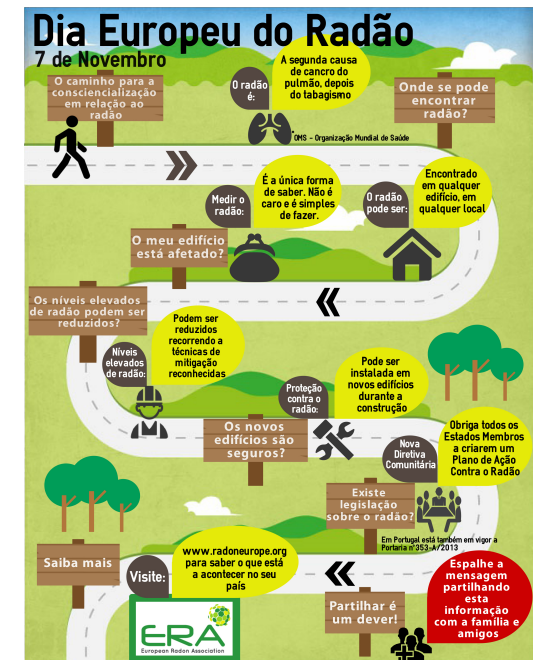 Dia Europeu do Radão
7 de Novembro
O caminho para a
consciencialização
em relação ao
radão
O radão
é:
A segunda causa
de cancro do
pulmão, depois
do tabagismo
*OMS - Organização Mundial de Saúde
Onde se pode
encontrar
radão?
O radão
pode ser:
Encontrado
em qualquer
edifício, em
qualquer local
O meu edifício
está afetado?
Medir o
radão:
É a única forma
de saber. Não é
caro e é simples
de fazer.
Os níveis elevados
de radão podem ser
reduzidos?
Níveis
elevados
de radão:
Podem ser
reduzidos
recorrendo a
técnicas de
mitigação
reconhecidas
Os novos
edifícios são
seguros?
Proteção
contra o
radão:
Pode ser
instalada em
novos edifícios
durante a
construção
Existe
legislação
sobre o radão?
Nova
Diretiva
Comunitária
Obriga todos os
Estados Membros
a criarem um
Plano de Ação
Contra o Radão
Em Portugal está também em vigor a
Portaria nº353-A/2013
Saiba mais
Visite:
www.radoneurope.org
para saber o que está
a acontecer no seu
país
ERA
European Radon Association
Partilhar é
um dever!
Espalhe a
mensagem
partilhando
esta
informação
com a família e
amigos